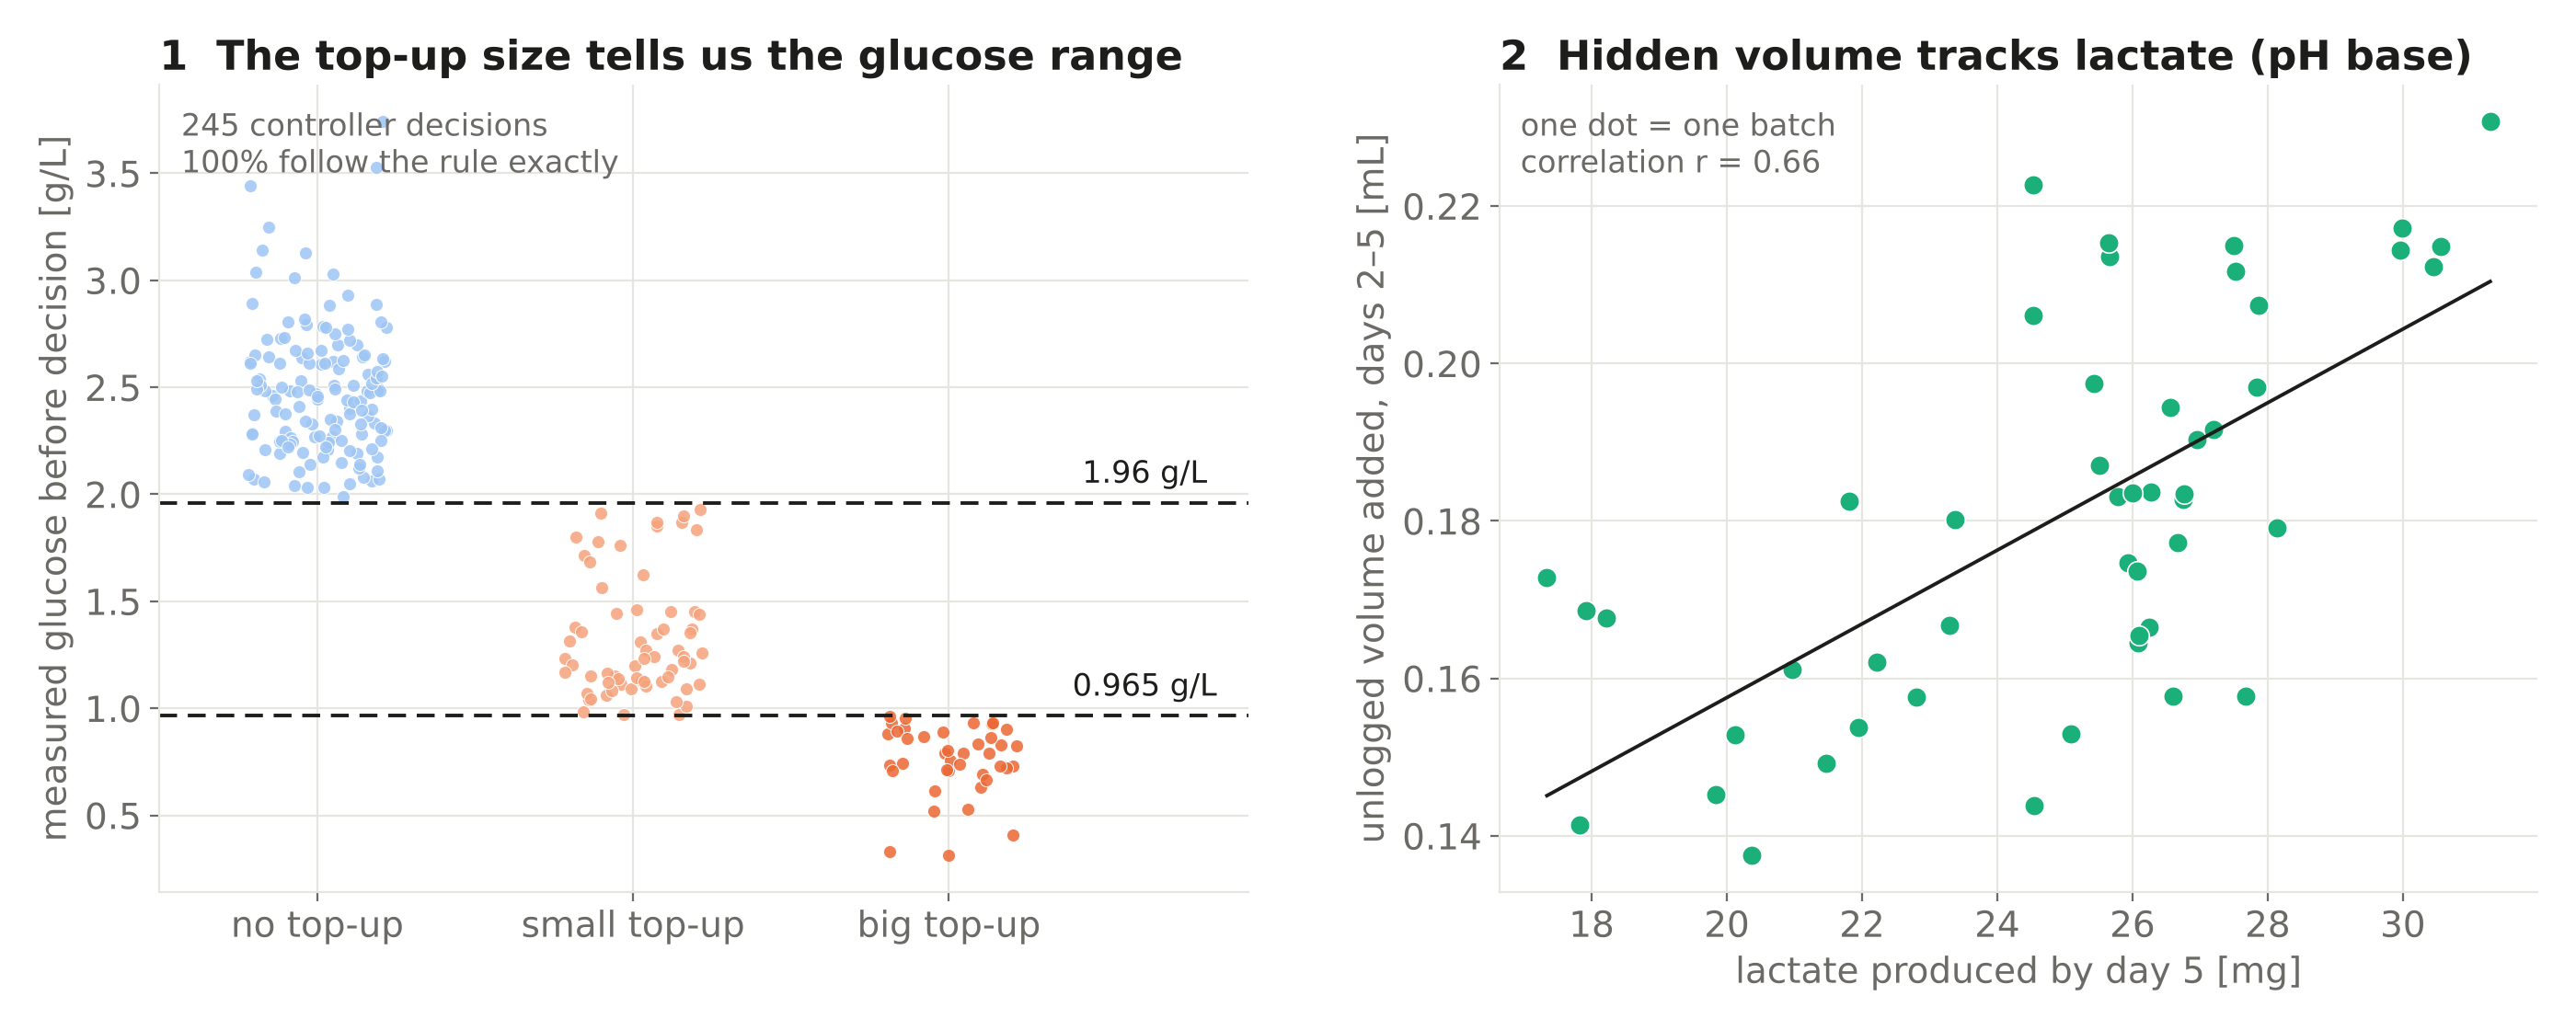 1 The top-up size tells us the glucose range
245 controller decisions
100% follow the rule exactly
measured glucose before decision [g/L]
3.5
3.0
2.5
2.0
1.5
1.0
0.5
1.96 g/L
0.965 g/L
no top-up
small top-up
big top-up
2 Hidden volume tracks lactate (pH base)
one dot = one batch
correlation r = 0.66
unlogged volume added, days 2–5 [mL]
0.22
0.20
0.18
0.16
0.14
18
20
22
24
26
28
30
lactate produced by day 5 [mg]